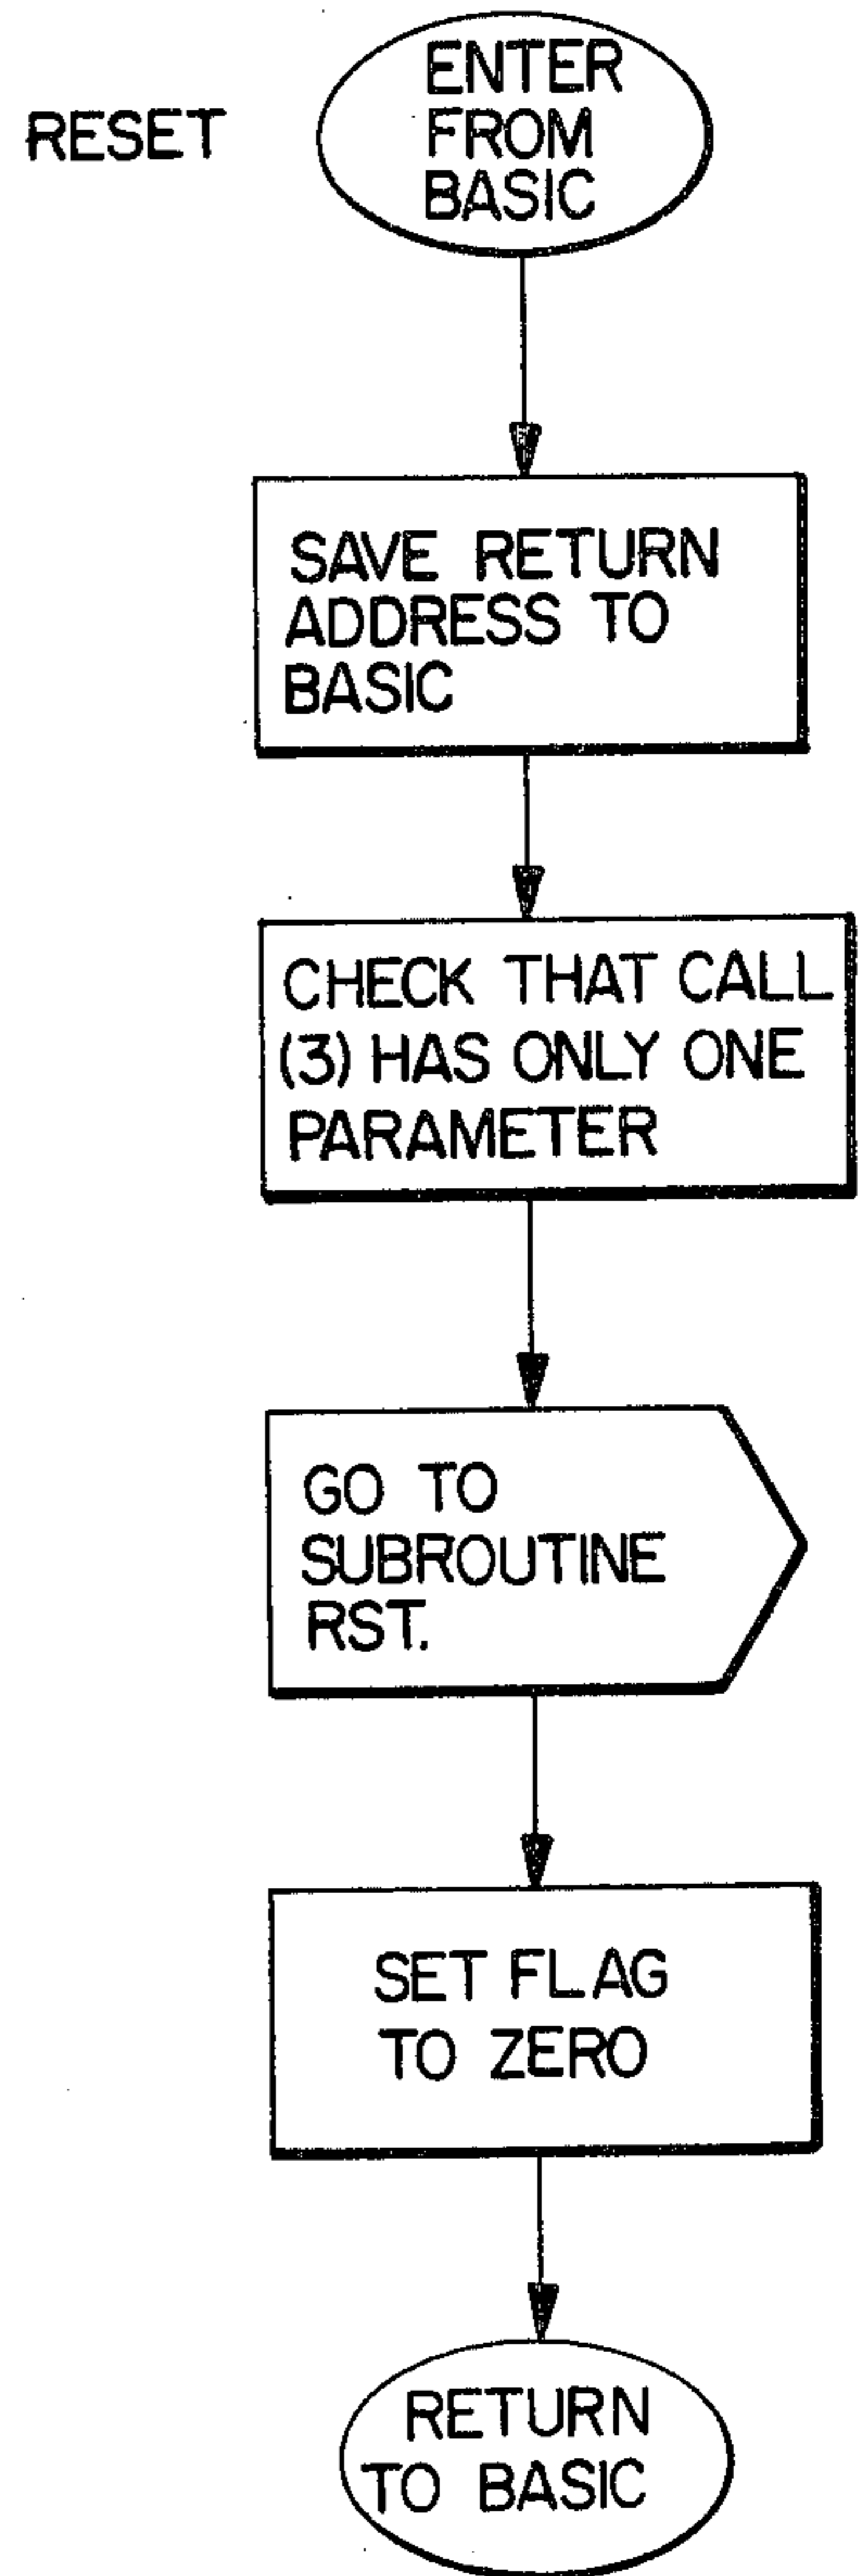 RESET
ENTER
FROM
BASIC
SAVE RETURN
ADDRESS TO
BASIC
CHECK THAT CALL
(3) HAS ONLY ONE
PARAMETER
GO TO
SUBROUTINE
RST.
SET FLAG
TO ZERO
RETURN
TO BASIC